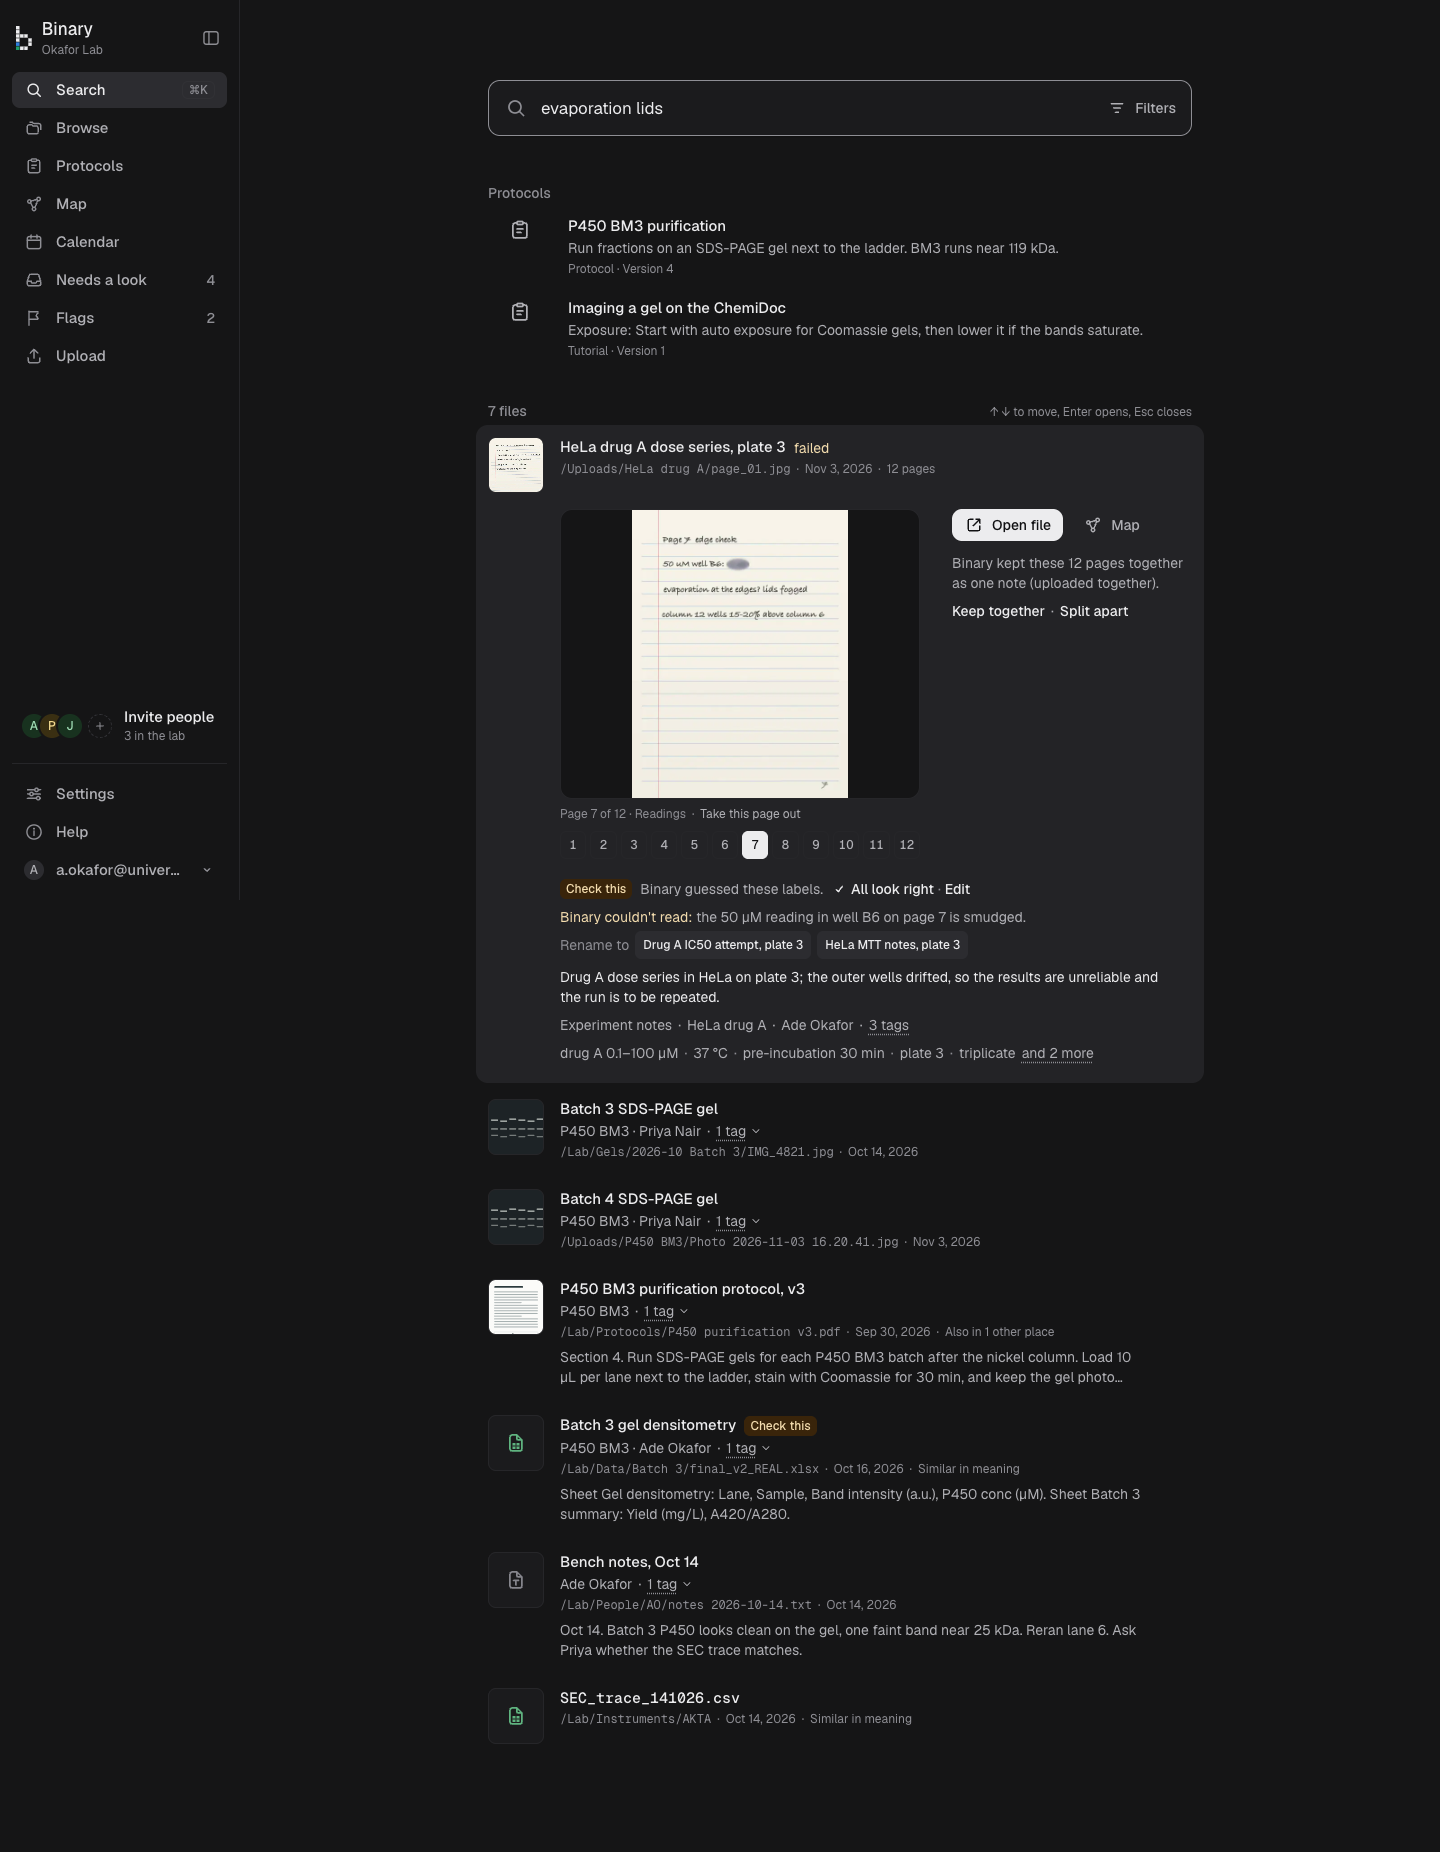 Binary
Okafor Lab
Search ⌘K
Browse
Protocols
Map
Calendar
Needs a look 4
Flags 2
Upload
A P J + Invite people
3 in the lab
Settings
Help
A a.okafor@univer...
evaporation lids
Filters
Protocols
P450 BM3 purification
Run fractions on an SDS-PAGE gel next to the ladder. BM3 runs near 119 kDa.
Protocol · Version 4
Imaging a gel on the ChemiDoc
Exposure: Start with auto exposure for Coomassie gels, then lower it if the bands saturate.
Tutorial · Version 1
7 files ↑↓ to move, Enter opens, Esc closes
HeLa drug A dose series, plate 3 failed
/Uploads/HeLa drug A/page_01.jpg · Nov 3, 2026 · 12 pages
Page 7 edge check
50 uM well B6:
evaporation at the edges? lids fogged
column 12 wells 15-20% above column 6
7
Open file Map
Binary kept these 12 pages together
as one note (uploaded together).
Keep together · Split apart
Page 7 of 12 · Readings · Take this page out
1 2 3 4 5 6 7 8 9 10 11 12
Check this Binary guessed these labels. ✓ All look right · Edit
Binary couldn't read: the 50 µM reading in well B6 on page 7 is smudged.
Rename to Drug A IC50 attempt, plate 3 HeLa MTT notes, plate 3
Drug A dose series in HeLa on plate 3; the outer wells drifted, so the results are unreliable and
the run is to be repeated.
Experiment notes · HeLa drug A · Ade Okafor · 3 tags
drug A 0.1–100 µM · 37 °C · pre-incubation 30 min · plate 3 · triplicate and 2 more
Batch 3 SDS-PAGE gel
P450 BM3 · Priya Nair · 1 tag
/Lab/Gels/2026-10 Batch 3/IMG_4821.jpg · Oct 14, 2026
Batch 4 SDS-PAGE gel
P450 BM3 · Priya Nair · 1 tag
/Uploads/P450 BM3/Photo 2026-11-03 16.20.41.jpg · Nov 3, 2026
P450 BM3 purification protocol, v3
P450 BM3 · 1 tag
/Lab/Protocols/P450 purification v3.pdf · Sep 30, 2026 · Also in 1 other place
Section 4. Run SDS-PAGE gels for each P450 BM3 batch after the nickel column. Load 10
µL per lane next to the ladder, stain with Coomassie for 30 min, and keep the gel photo...
Batch 3 gel densitometry Check this
P450 BM3 · Ade Okafor · 1 tag
/Lab/Data/Batch 3/final_v2_REAL.xlsx · Oct 16, 2026 · Similar in meaning
Sheet Gel densitometry: Lane, Sample, Band intensity (a.u.), P450 conc (µM). Sheet Batch 3
summary: Yield (mg/L), A420/A280.
Bench notes, Oct 14
Ade Okafor · 1 tag
/Lab/People/AO/notes 2026-10-14.txt · Oct 14, 2026
Oct 14. Batch 3 P450 looks clean on the gel, one faint band near 25 kDa. Reran lane 6. Ask
Priya whether the SEC trace matches.
SEC_trace_141026.csv
/Lab/Instruments/AKTA · Oct 14, 2026 · Similar in meaning